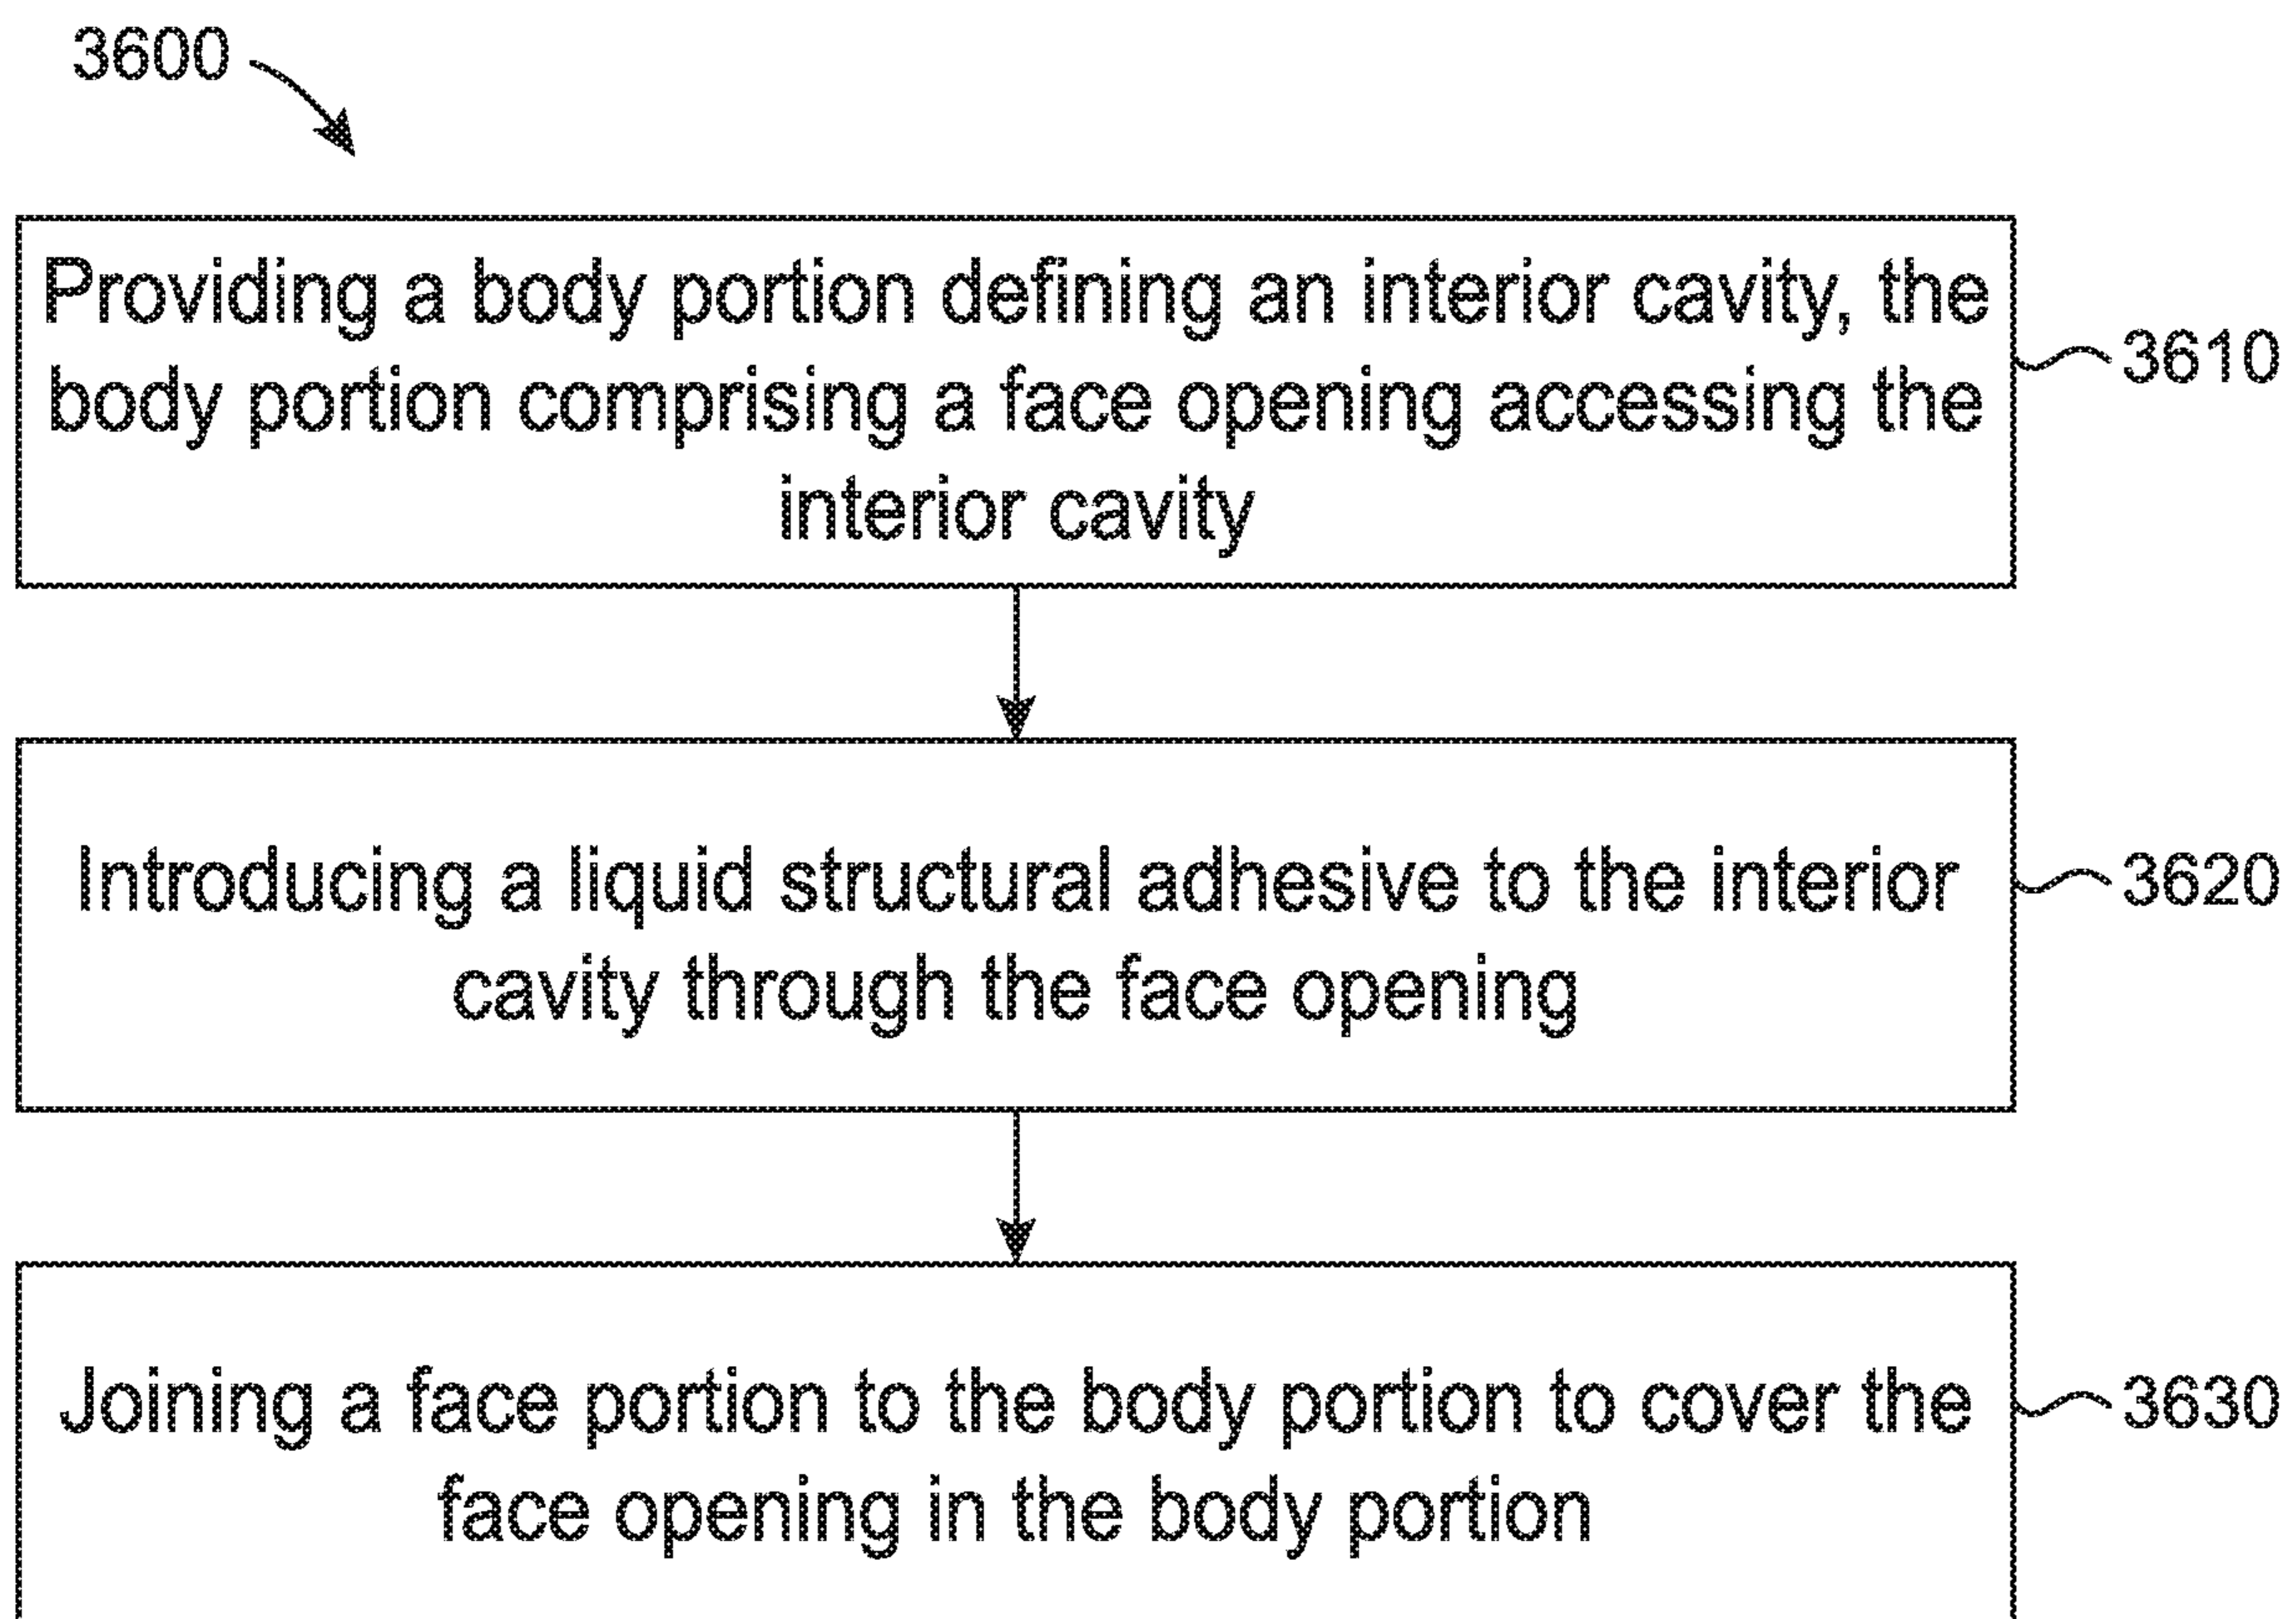 3600
Providing a body portion defining an interior cavity, the
body portion comprising a face opening accessing the
interior cavity
3610
Introducing a liquid structural adhesive to the interior
cavity through the face opening
3620
Joining a face portion to the body portion to cover the
face opening in the body portion
3630